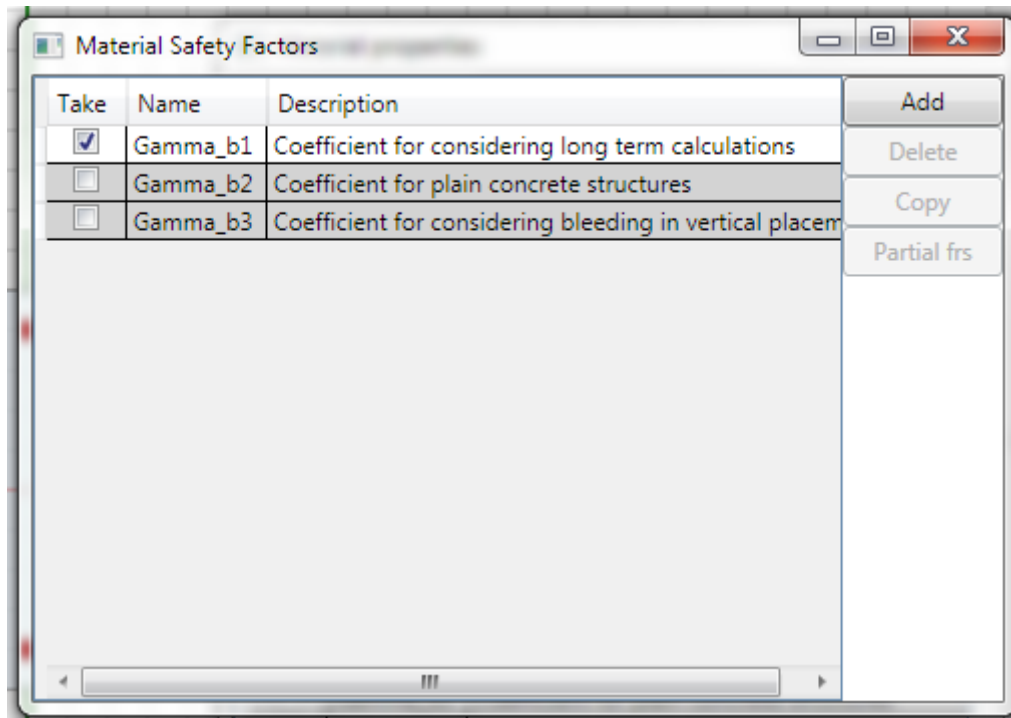 Material Safety Factors
Take Name Description
Gamma_b1 Coefficient for considering long term calculations
Gamma_b2 Coefficient for plain concrete structures
Gamma_b3 Coefficient for considering bleeding in vertical placem
Add
Delete
Copy
Partial frs